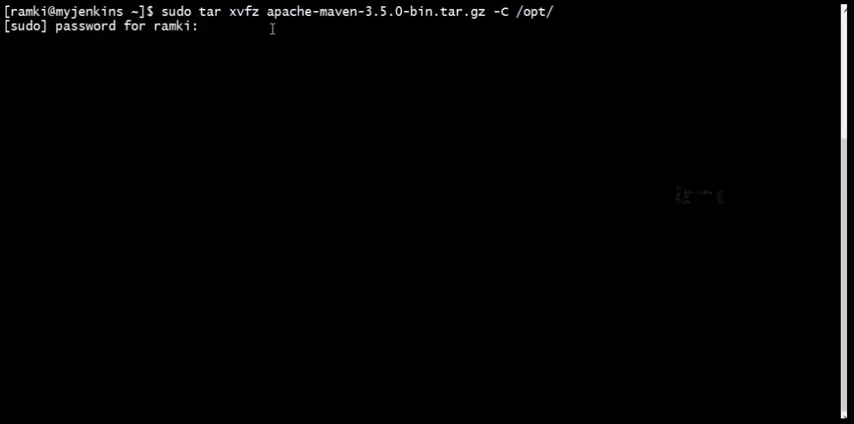 [ramki@myjenkins ~]$ sudo tar xvfz apache-maven-3.5.0-bin.tar.gz -C /opt/
[sudo] password for ramki: